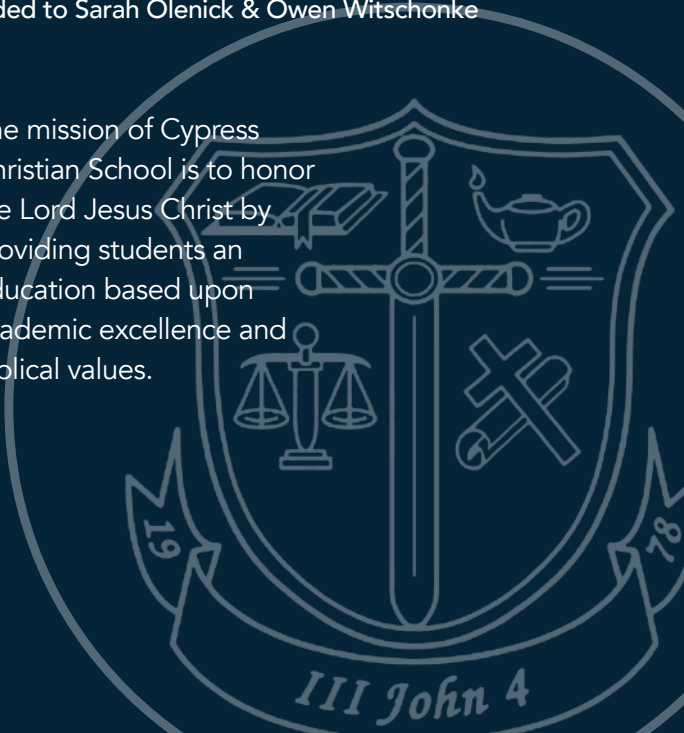 ded to Sarah Olenick & Owen Witschonke
he mission of Cypress
hristian School is to honor
e Lord Jesus Christ by
oviding students an
ducation based upon
ademic excellence and
blical values.
19
78
III John 4